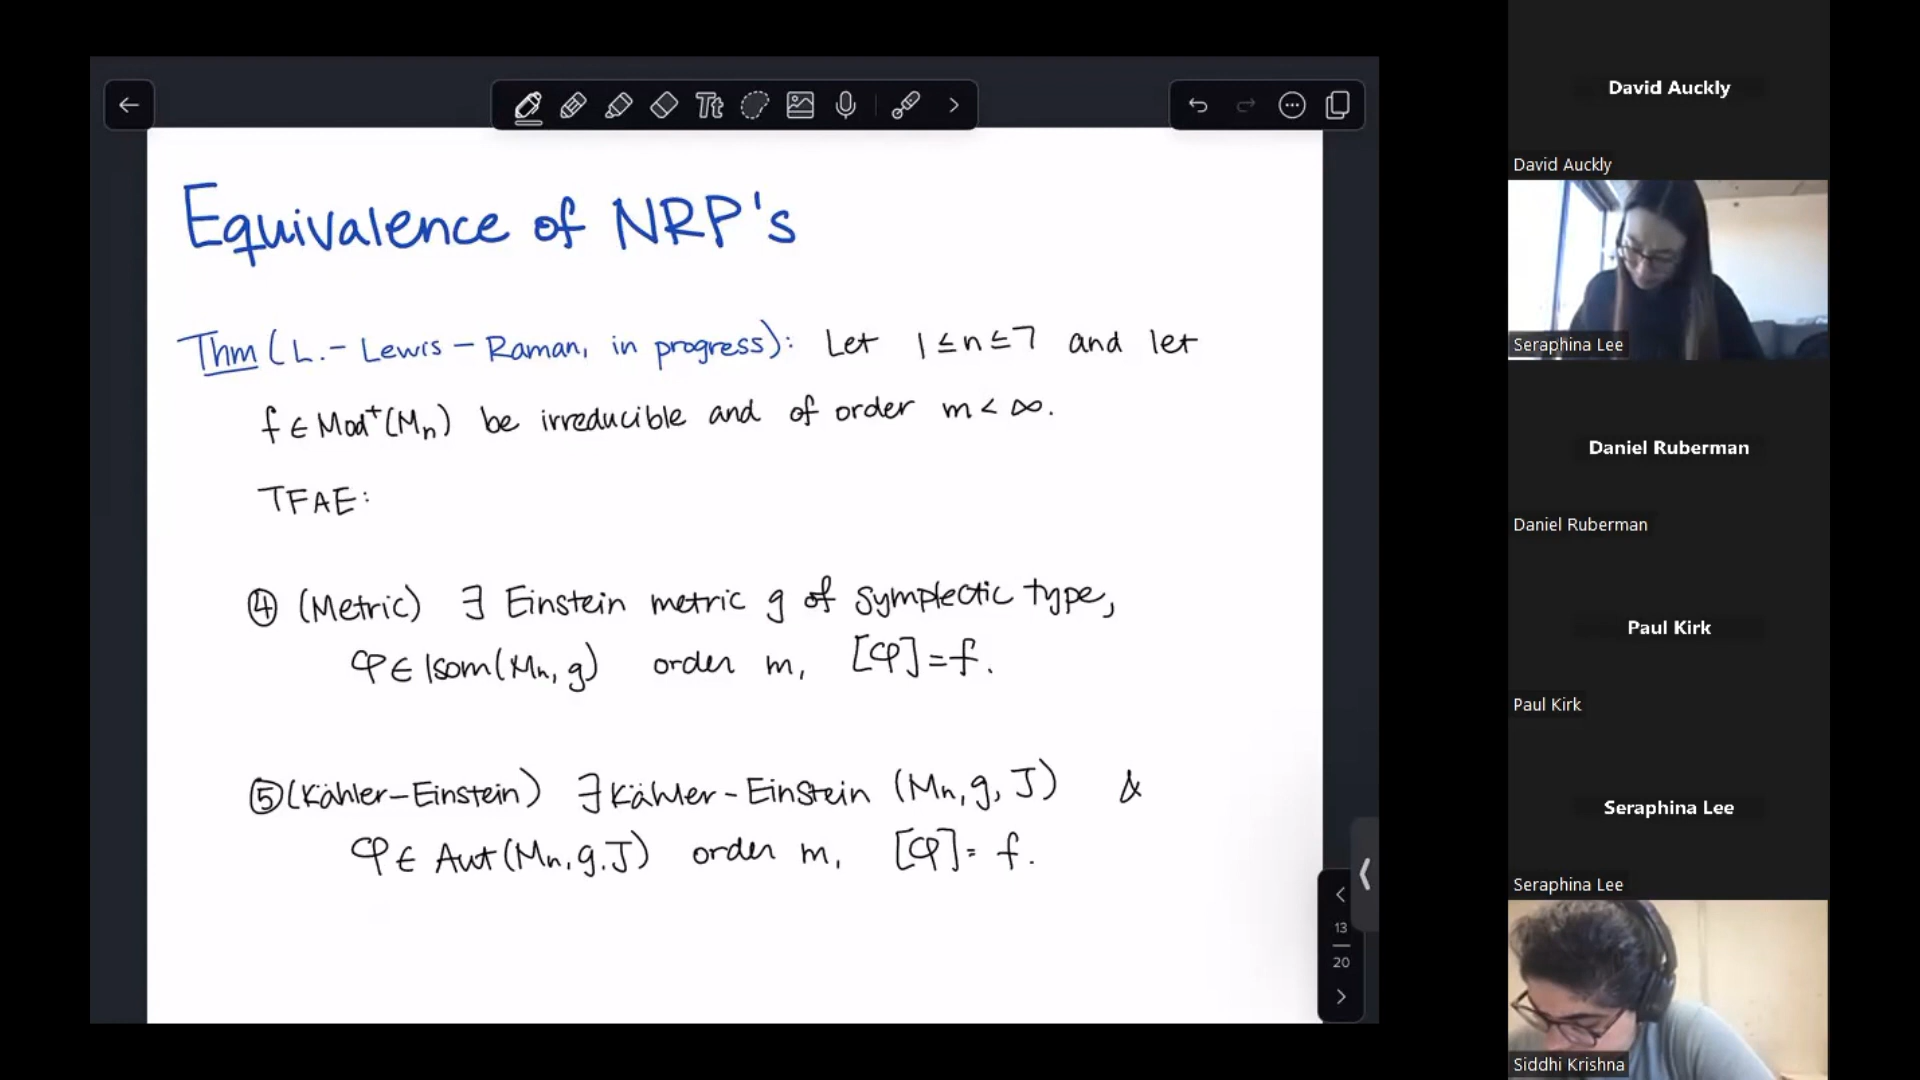 Tt
Equivalence of NRP's
Thm (L. - Lewis - Raman, in progress): Let 1 ≤ n ≤ 7 and let
f ∈ Mod⁺(Mₙ) be irreducible and of order m < ∞.
TFAE:
④ (Metric) ∃ Einstein metric g of symplectic type,
φ ∈ Isom(Mₙ, g) order m, [φ] = f.
⑤ (Kähler-Einstein) ∃ Kähler-Einstein (Mₙ, g, J) &
φ ∈ Aut(Mₙ, g, J) order m, [φ] = f.
13
20
David Auckly
David Auckly
Seraphina Lee
Daniel Ruberman
Daniel Ruberman
Paul Kirk
Paul Kirk
Seraphina Lee
Seraphina Lee
Siddhi Krishna